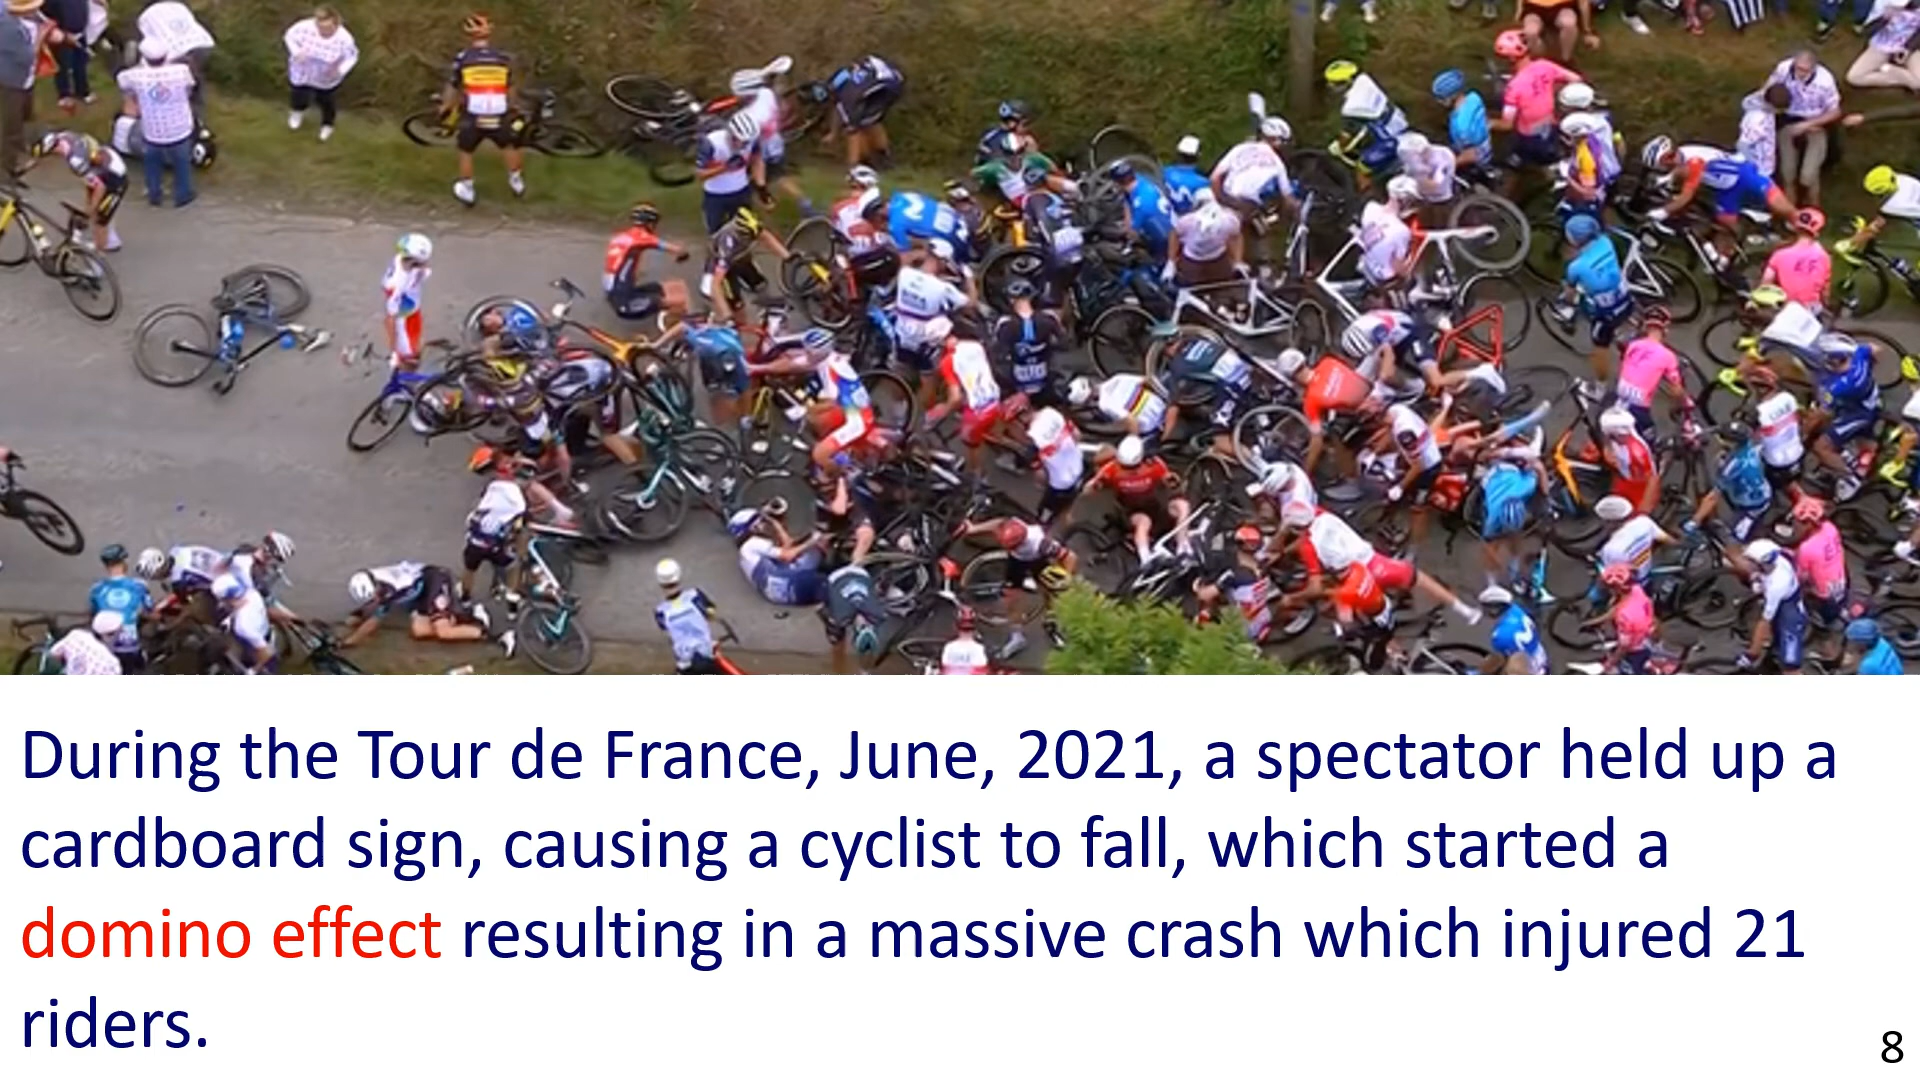 During the Tour de France, June, 2021, a spectator held up a
cardboard sign, causing a cyclist to fall, which started a
domino effect resulting in a massive crash which injured 21
riders.
8